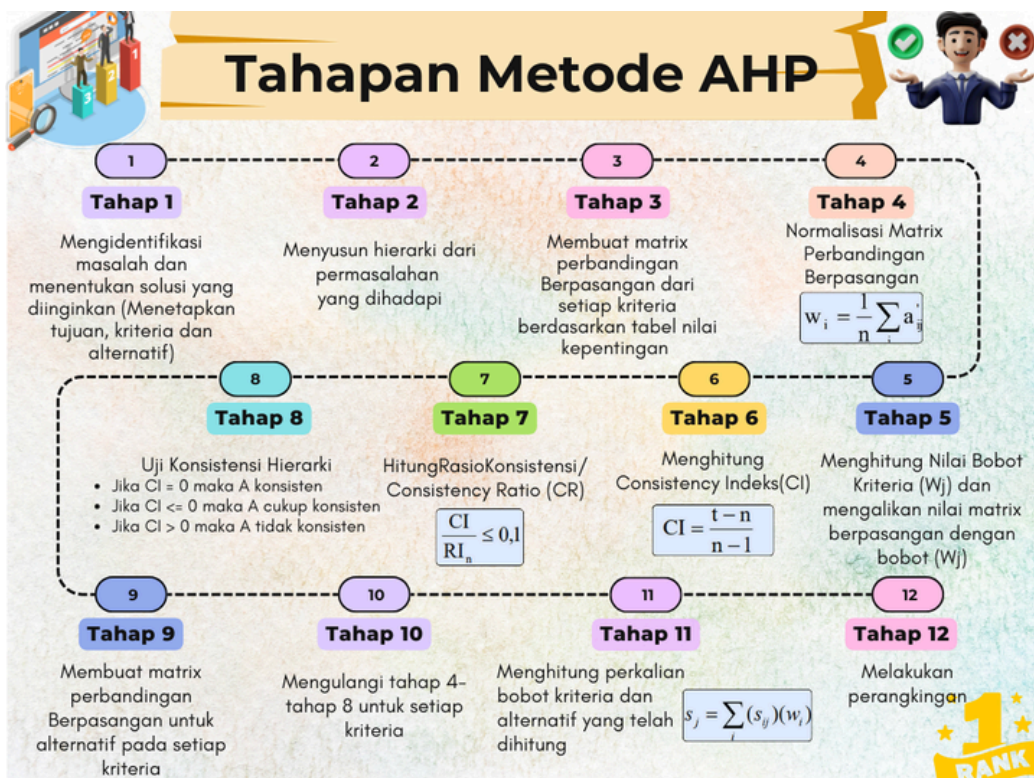 Tahapan Metode AHP
1
Tahap 1
Mengidentifikasi
masalah dan
menentukan solusi yang
diinginkan (Menetapkan
tujuan, kriteria dan
alternatif)
2
Tahap 2
Menyusun hierarki dari
permasalahan
yang dihadapi
3
Tahap 3
Membuat matrix
perbandingan
Berpasangan dari
setiap kriteria
berdasarkan tabel nilai
kepentingan
4
Tahap 4
Normalisasi Matrix
Perbandingan
Berpasangan
w i = 1/n ∑ i a' ij
5
Tahap 5
Menghitung Nilai Bobot
Kriteria (Wj) dan
mengalikan nilai matrix
berpasangan dengan
bobot (Wj)
6
Tahap 6
Menghitung
Consistency Indeks(CI)
CI = t – n / n – 1
7
Tahap 7
HitungRasioKonsistensi/
Consistency Ratio (CR)
CI / RI n ≤ 0,1
8
Tahap 8
Uji Konsistensi Hierarki
• Jika CI = 0 maka A konsisten
• Jika CI <= 0 maka A cukup konsisten
• Jika CI > 0 maka A tidak konsisten
9
Tahap 9
Membuat matrix
perbandingan
Berpasangan untuk
alternatif pada setiap
kriteria
10
Tahap 10
Mengulangi tahap 4-
tahap 8 untuk setiap
kriteria
11
Tahap 11
Menghitung perkalian
bobot kriteria dan
alternatif yang telah
dihitung
s j = ∑ i (s ij)(w i)
12
Tahap 12
Melakukan
perangkingan
1
RANK
1
2
3